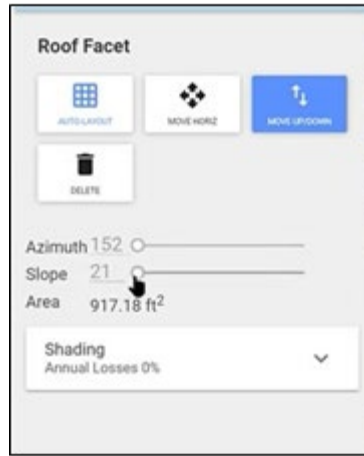 Roof Facet
AUTO-LAYOUT MOVE HORIZ MOVE UP/DOWN
DELETE
Azimuth 152
Slope 21
Area 917.18 ft²
Shading
Annual Losses 0%